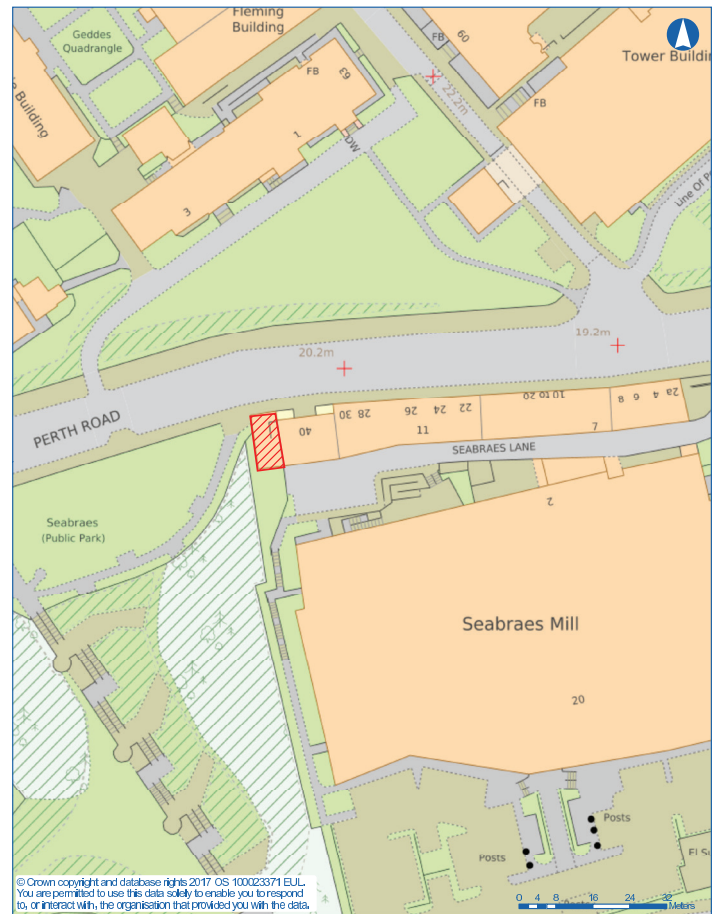 Fleming
Building
Geddes
Quadrangle
FB
60
Tower Buildin
FB
63
FB
22.2m
Building
1
DW
3
Line Of P
19.2m
20.2m
PERTH ROAD
40
30
28
26
24
22
10 to 20
8
6
4
2a
11
7
SEABRAES LANE
2
Seabraes
(Public Park)
Seabraes Mill
20
Posts
Posts
© Crown copyright and database rights 2017 OS 100023371 EUL.
You are permitted to use this data solely to enable you to respond
to, or interact with, the organisation that provided you with the data.
0 4 8 16 24 32
Meters